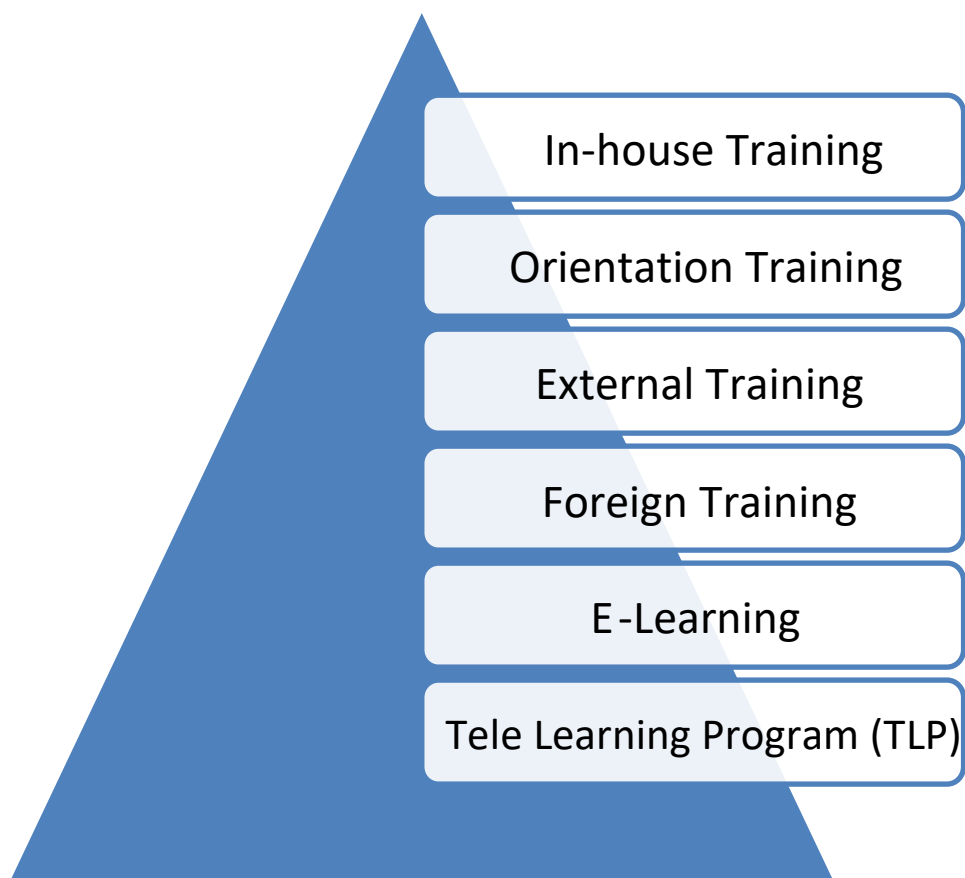 In-house Training
Orientation Training
External Training
Foreign Training
E-Learning
Tele Learning Program (TLP)